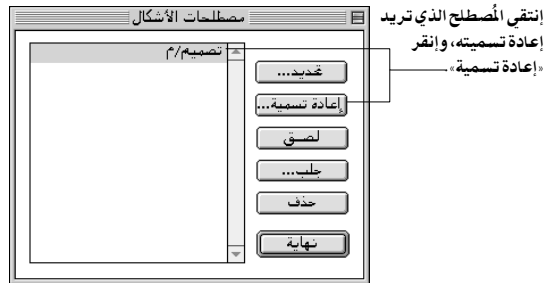 إنتقي المُصطلح الذي تريد
إعادة تسميته، وإنقر
«إعادة تسمية».
مصطلحات الأشكال
تصميم/م
تحديد...
إعادة تسمية...
لصـق
جلب...
حذف
نهاية